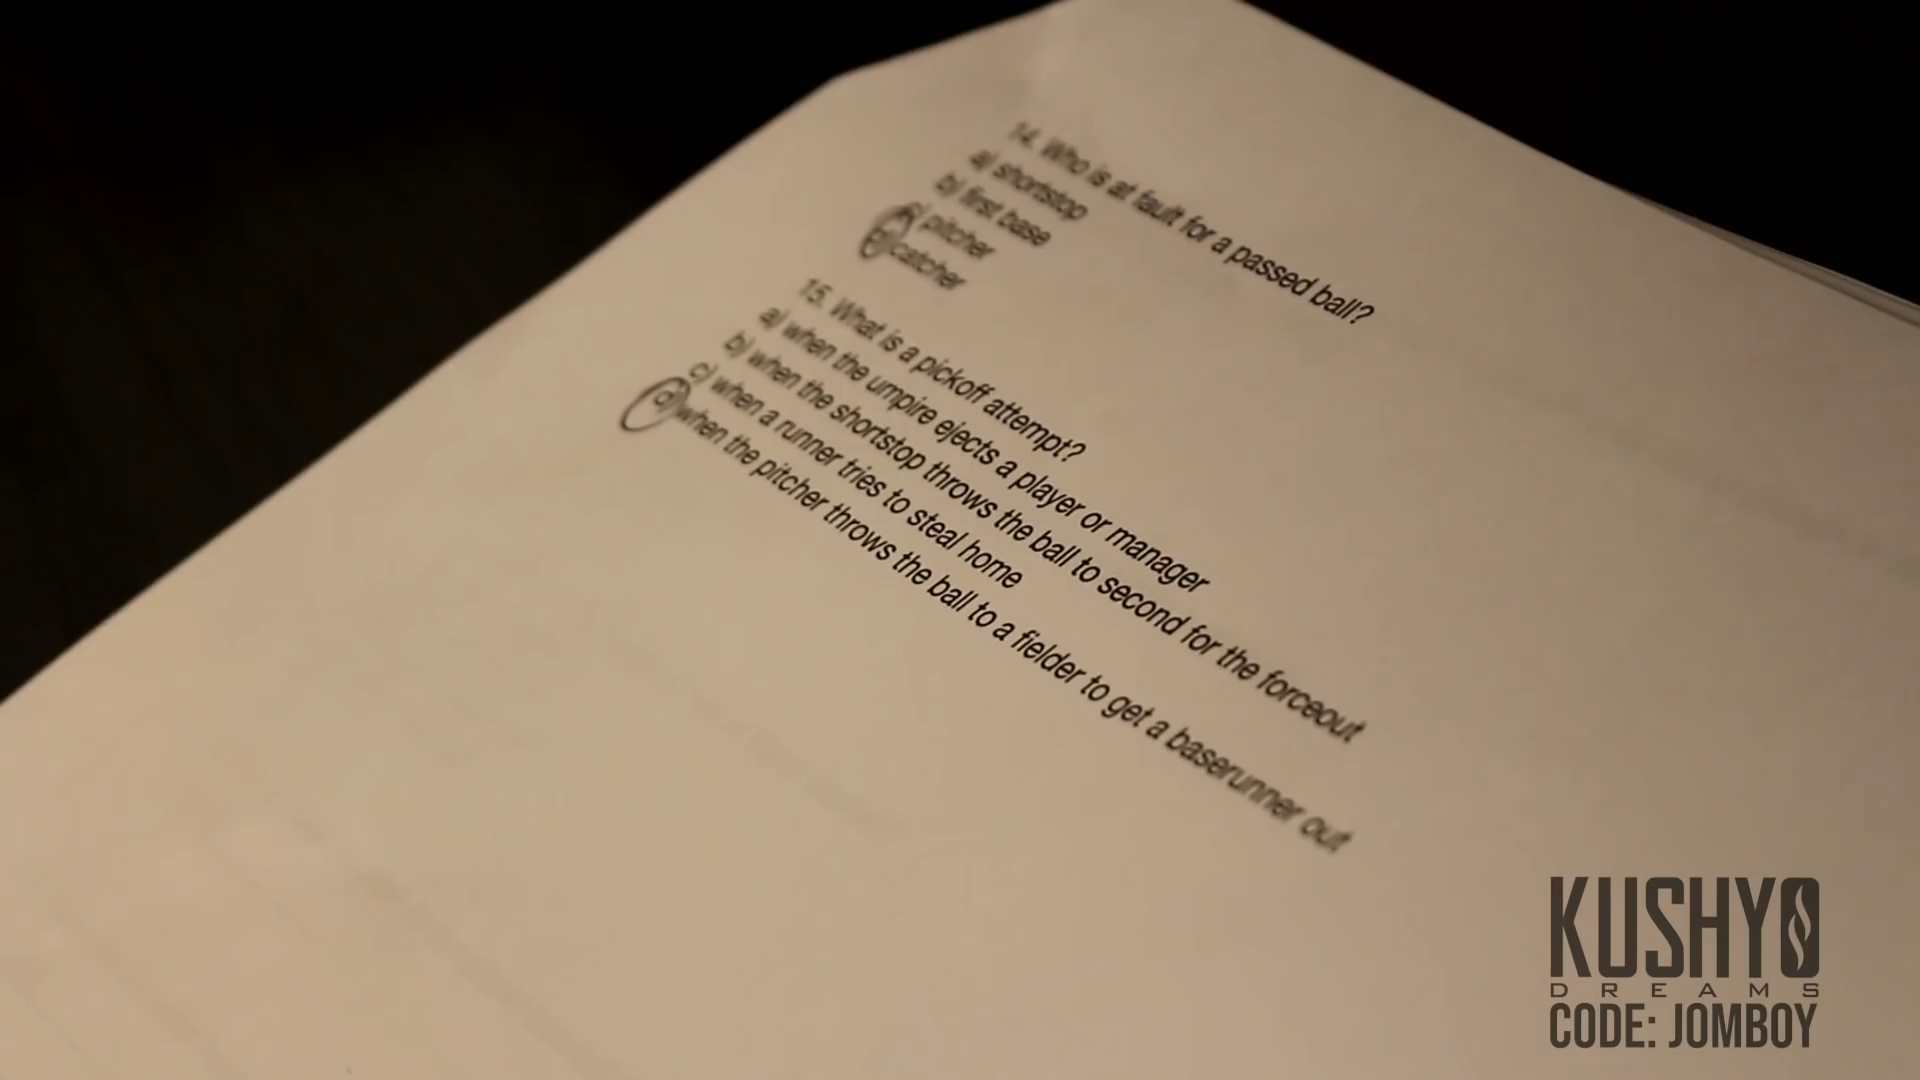 14. Who is at fault for a passed ball?
a) shortstop
b) first base
c) pitcher
d) catcher
15. What is a pickoff attempt?
a) when the umpire ejects a player or manager
b) when the shortstop throws the ball to second for the forceout
c) when a runner tries to steal home
d) when the pitcher throws the ball to a fielder to get a baserunner out
KUSHY
DREAMS
CODE: JOMBOY